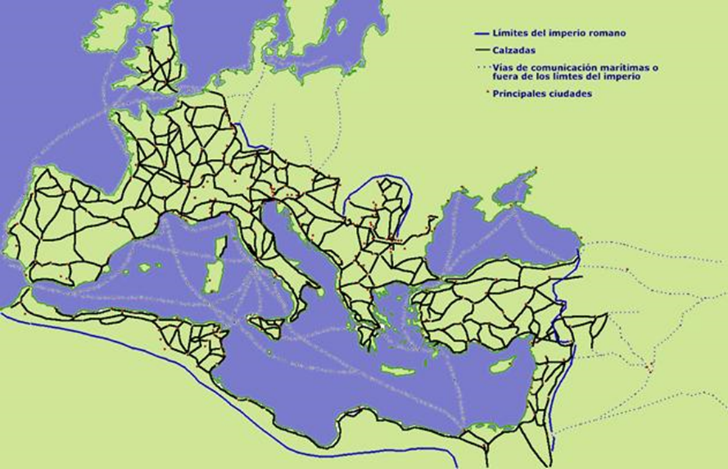 Límites del imperio romano
Calzadas
Vías de comunicación marítimas o
fuera de los límtes del imperio
Principales ciudades